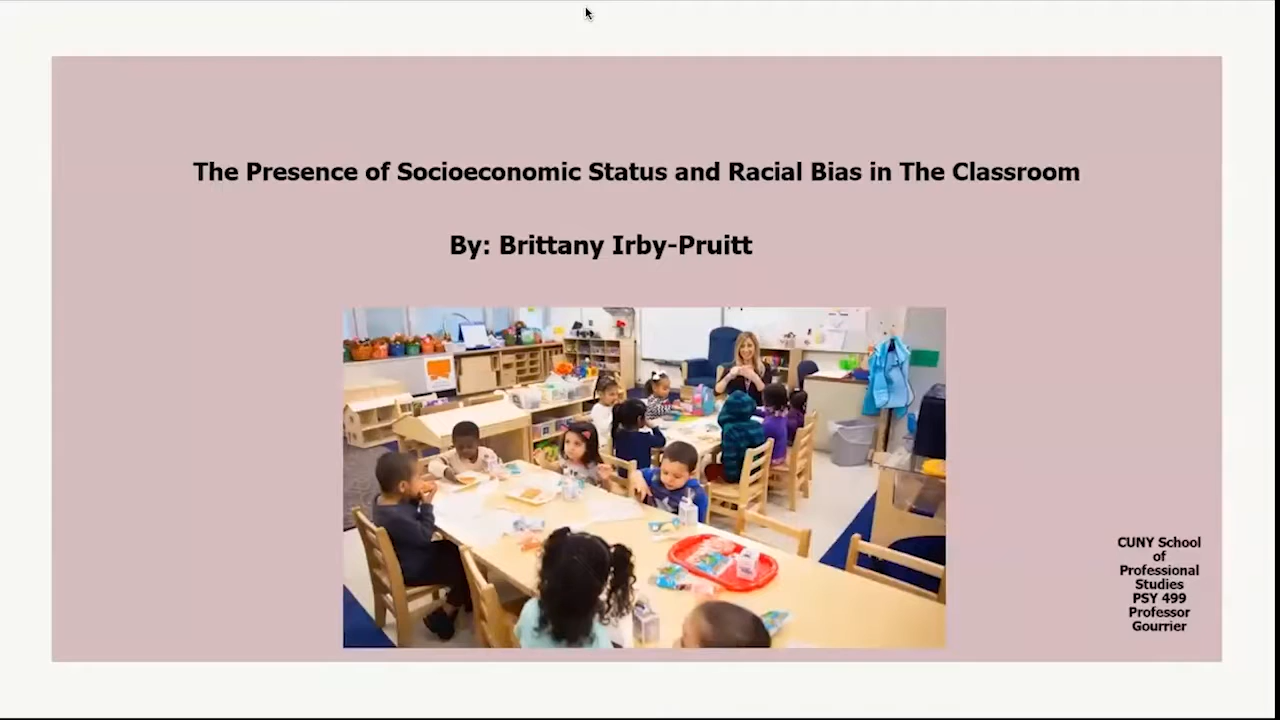 The Presence of Socioeconomic Status and Racial Bias in The Classroom
By: Brittany Irby-Pruitt
CUNY School
of
Professional
Studies
PSY 499
Professor
Gourrier